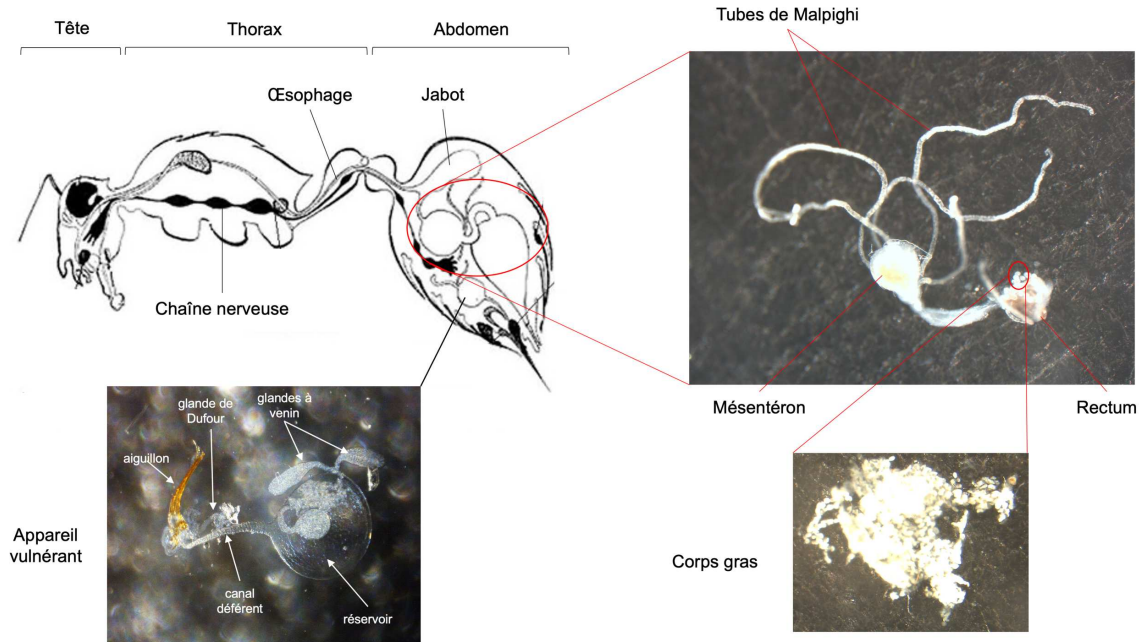 Tête
Thorax
Abdomen
Tubes de Malpighi
Œsophage
Jabot
Chaîne nerveuse
Mésentéron
Rectum
glande de
Dufour
glandes à
venin
aiguillon
Appareil
vulnérant
canal
déférent
réservoir
Corps gras